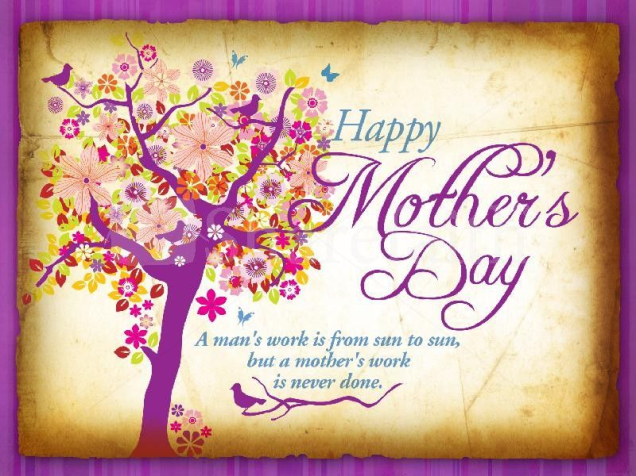 Happy
Mother's
Day
A man's work is from sun to sun,
but a mother's work
is never done.